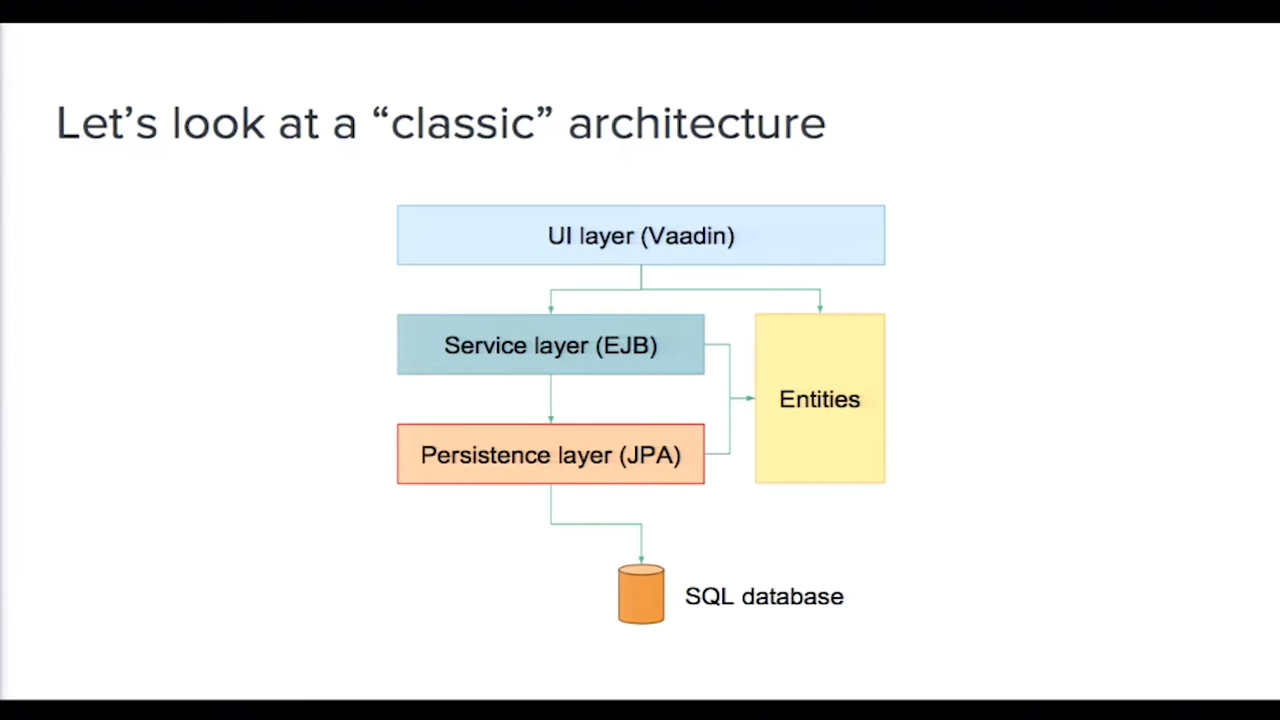 Let’s look at a “classic” architecture
UI layer (Vaadin)
Service layer (EJB)
Entities
Persistence layer (JPA)
SQL database